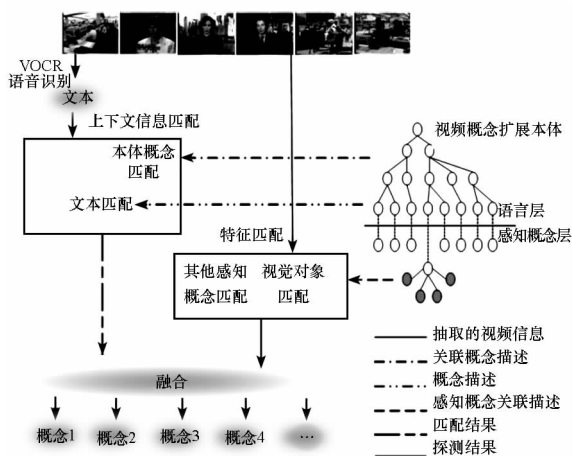 VOCR
语音识别
文本
上下文信息匹配
本体概念
匹配
文本匹配
视频概念扩展本体
语言层
感知概念层
特征匹配
其他感知 视觉对象
概念匹配 匹配
融合
概念1 概念2 概念3 概念4 …
抽取的视频信息
关联概念描述
概念描述
感知概念关联描述
匹配结果
探测结果